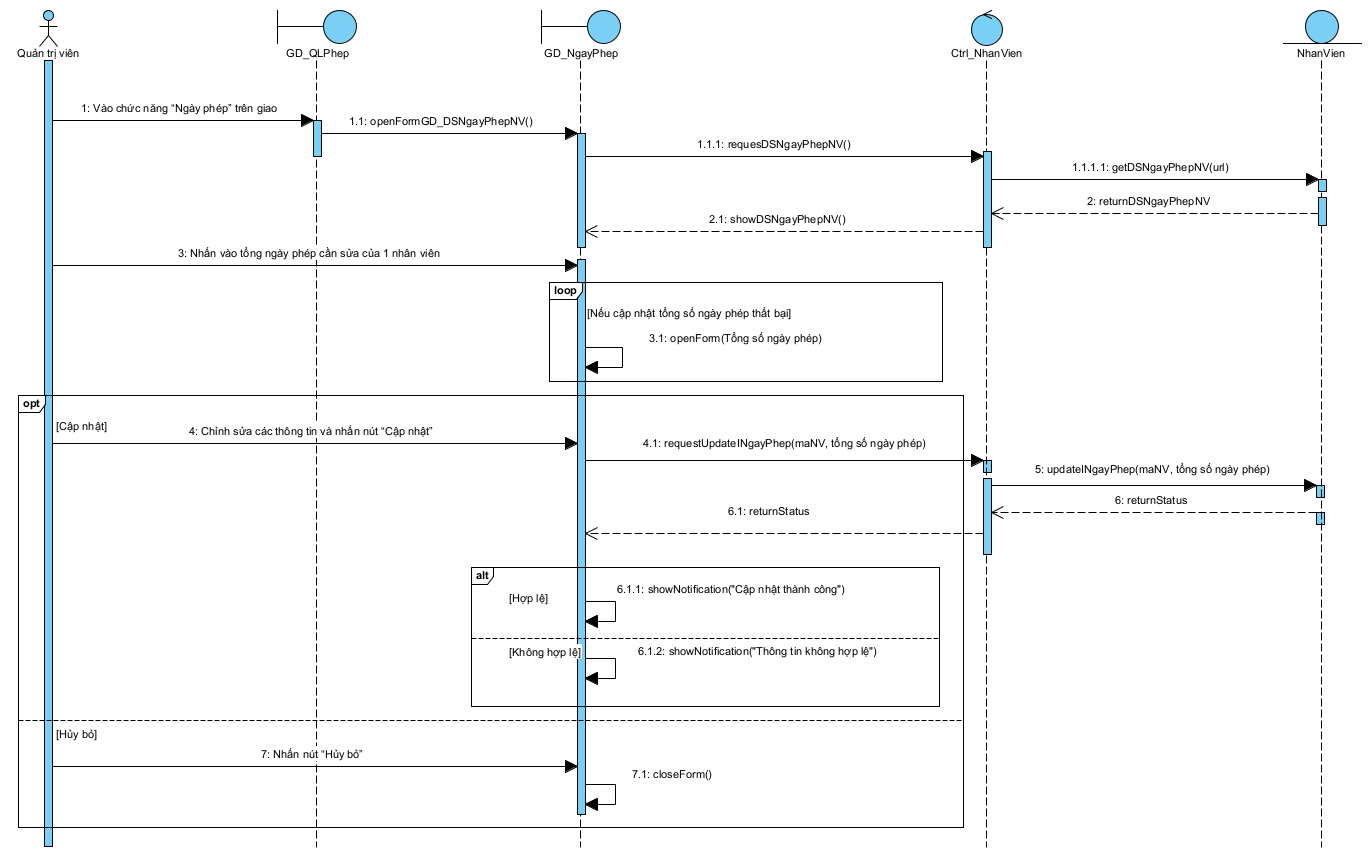 Quản trị viên
GD_QLPhep
GD_NgayPhep
Ctrl_NhanVien
NhanVien
1: Vào chức năng “Ngày phép” trên giao
1.1: openFormGD_DSNgayPhepNV()
1.1.1: requesDSNgayPhepNV()
1.1.1.1: getDSNgayPhepNV(url)
2: returnDSNgayPhepNV
2.1: showDSNgayPhepNV()
3: Nhấn vào tổng ngày phép cần sửa của 1 nhân viên
loop
[Nếu cập nhật tổng số ngày phép thất bại]
3.1: openForm(Tổng số ngày phép)
opt
[Cập nhật]
4: Chỉnh sửa các thông tin và nhấn nút “Cập nhật”
4.1: requestUpdatelNgayPhep(maNV, tổng số ngày phép)
5: updatelNgayPhep(maNV, tổng số ngày phép)
6: returnStatus
6.1: returnStatus
alt
[Hợp lệ]
6.1.1: showNotification("Cập nhật thành công")
[Không hợp lệ]
6.1.2: showNotification("Thông tin không hợp lệ")
[Hủy bỏ]
7: Nhấn nút “Hủy bỏ”
7.1: closeForm()